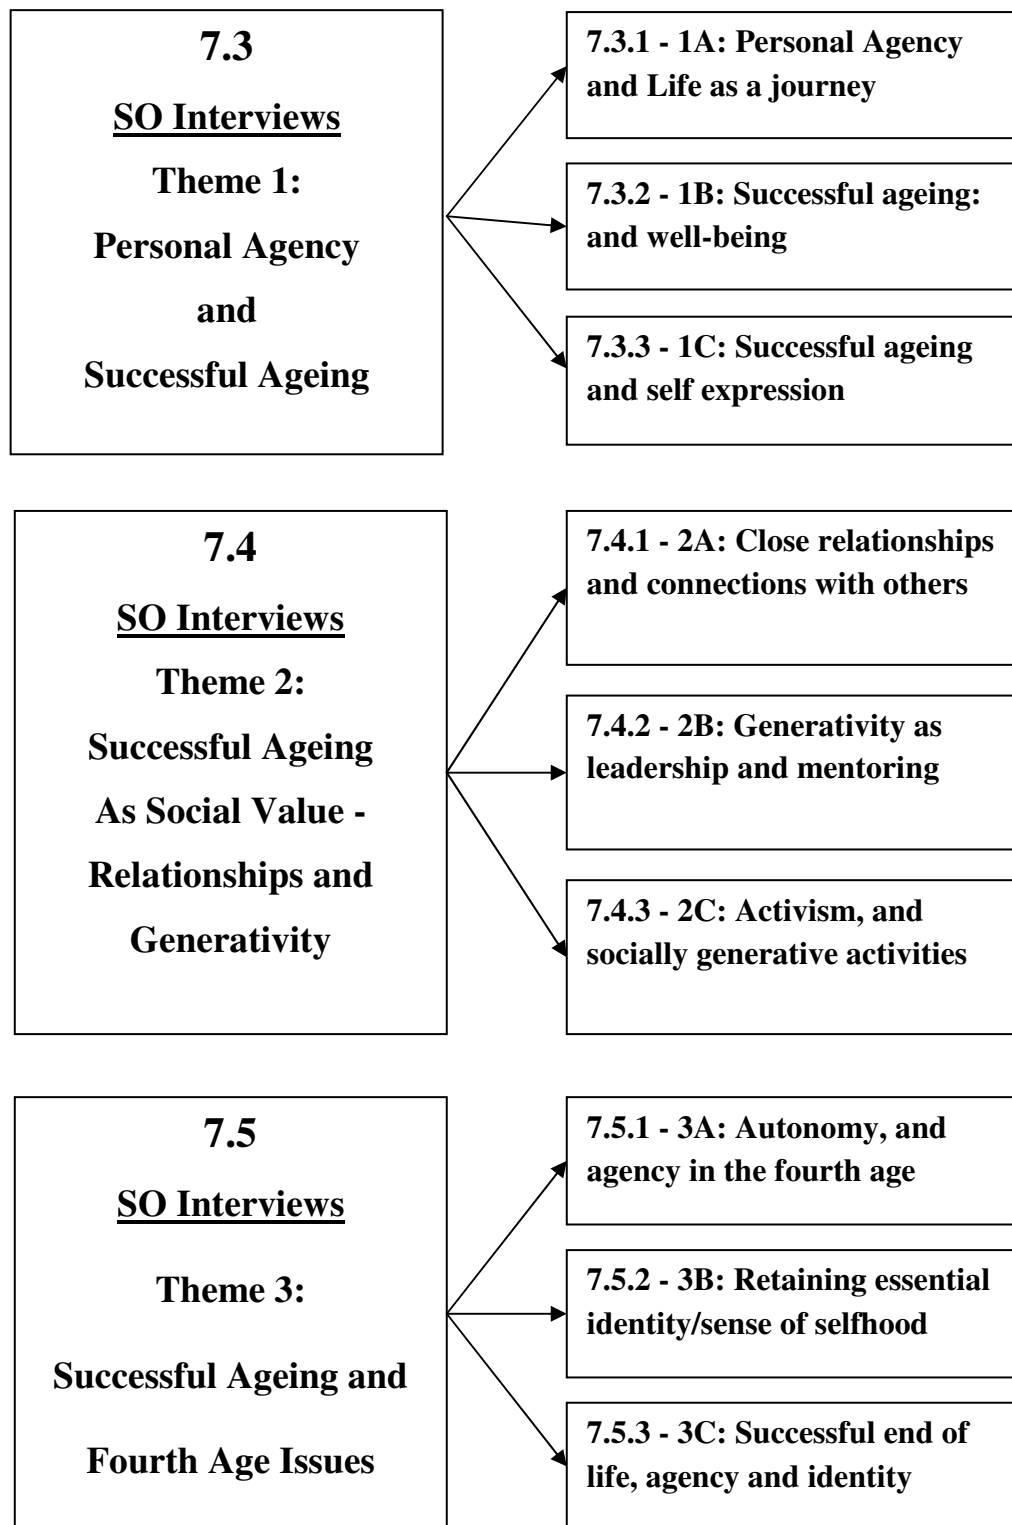 7.3
SO Interviews
Theme 1:
Personal Agency
and
Successful Ageing
7.3.1 - 1A: Personal Agency
and Life as a journey
7.3.2 - 1B: Successful ageing:
and well-being
7.3.3 - 1C: Successful ageing
and self expression
7.4
SO Interviews
Theme 2:
Successful Ageing
As Social Value -
Relationships and
Generativity
7.4.1 - 2A: Close relationships
and connections with others
7.4.2 - 2B: Generativity as
leadership and mentoring
7.4.3 - 2C: Activism, and
socially generative activities
7.5
SO Interviews
Theme 3:
Successful Ageing and
Fourth Age Issues
7.5.1 - 3A: Autonomy, and
agency in the fourth age
7.5.2 - 3B: Retaining essential
identity/sense of selfhood
7.5.3 - 3C: Successful end of
life, agency and identity